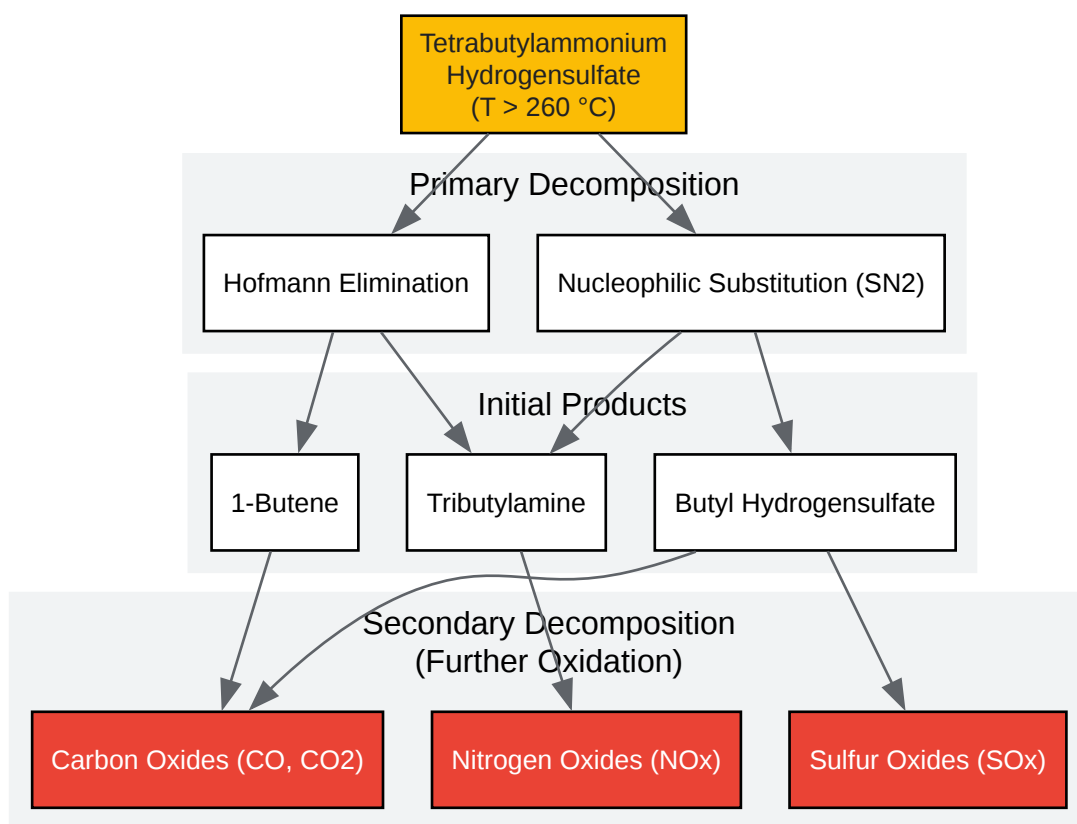 Tetrabutylammonium
Hydrogensulfate
(T > 260 °C)
Primary Decomposition
Hofmann Elimination
Nucleophilic Substitution (SN2)
Initial Products
1-Butene
Tributylamine
Butyl Hydrogensulfate
Secondary Decomposition
(Further Oxidation)
Carbon Oxides (CO, CO2)
Nitrogen Oxides (NOx)
Sulfur Oxides (SOx)